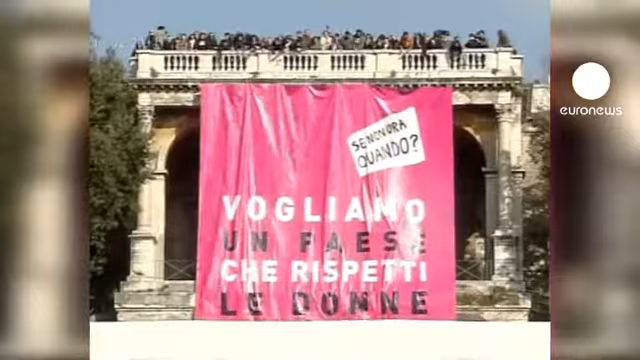 SE NON ORA
QUANDO?
VOGLIAMO
UN PAESE
CHE RISPETTI
LE DONNE
euronews